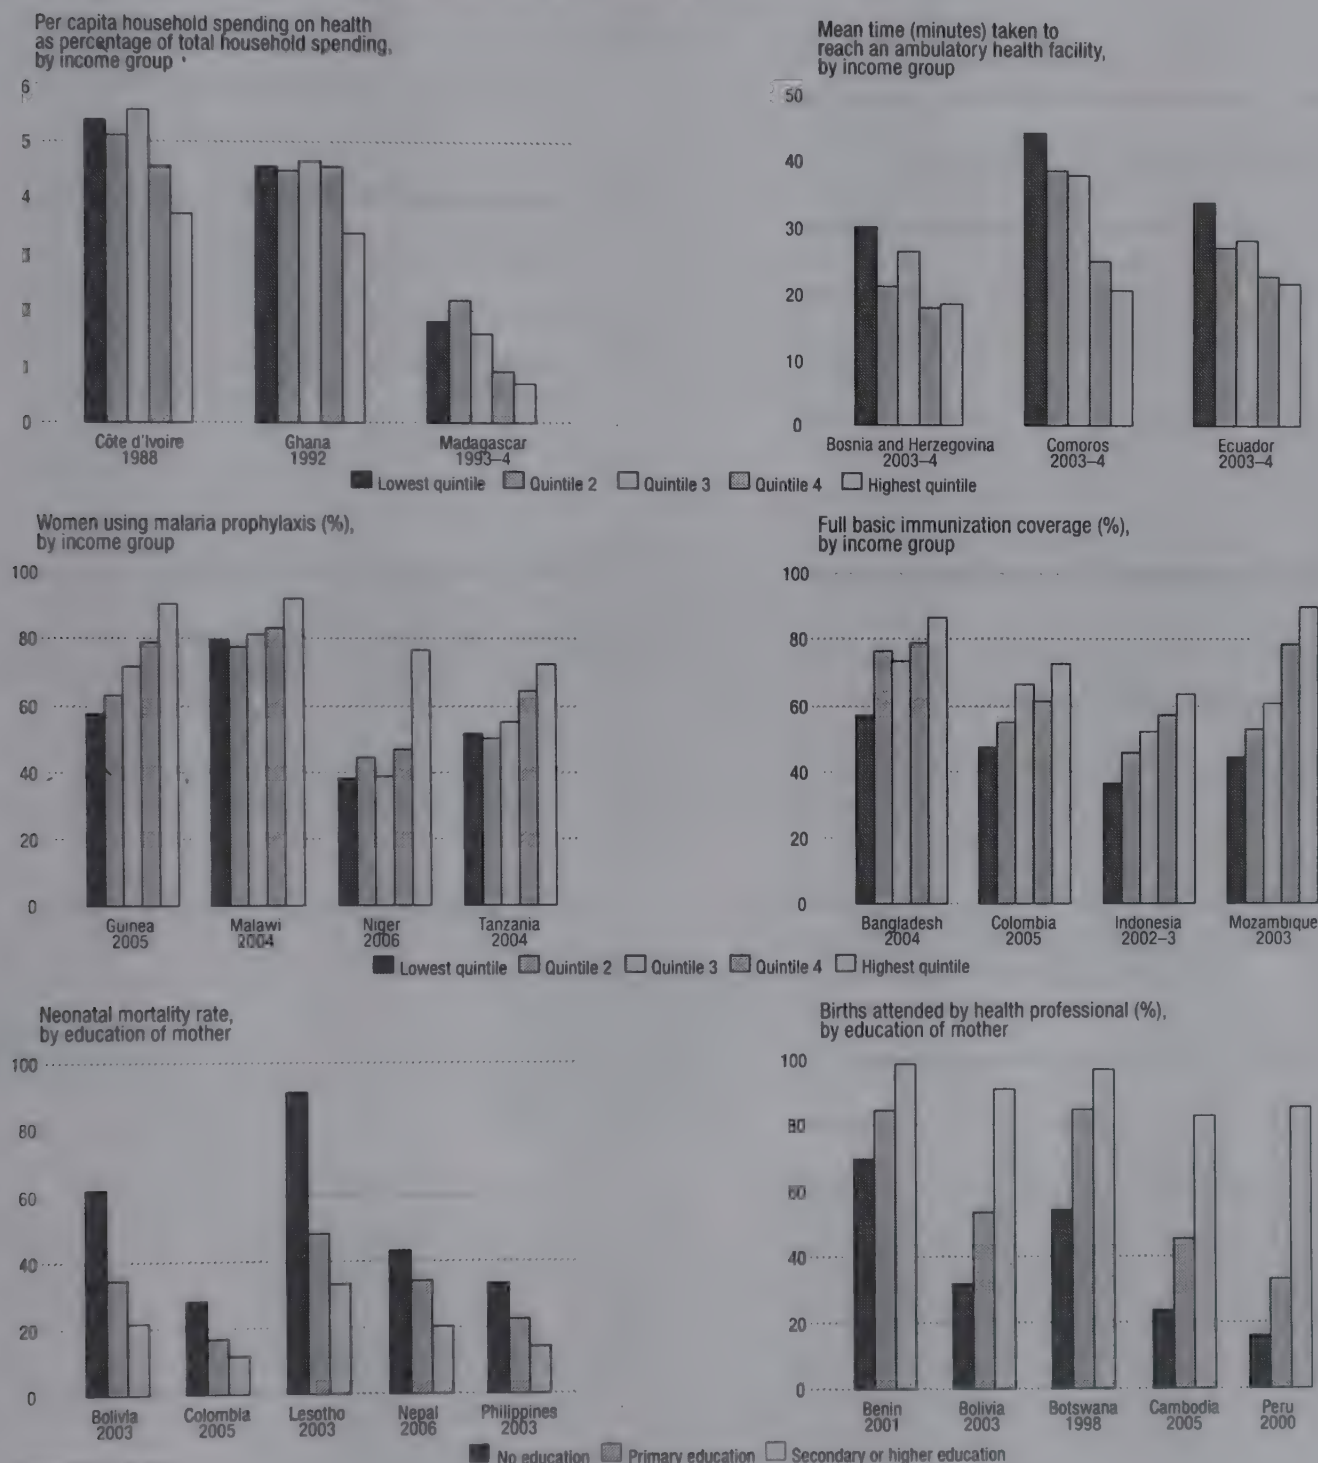 Per capita household spending on health
as percentage of total household spending,
by income group
6
5
4
3
2
1
0
Côte d'Ivoire
1988
Ghana
1992
Madagascar
1993–4
Mean time (minutes) taken to
reach an ambulatory health facility,
by income group
50
40
30
20
10
0
Bosnia and Herzegovina
2003–4
Comoros
2003–4
Ecuador
2003–4
Lowest quintile Quintile 2 Quintile 3 Quintile 4 Highest quintile
Women using malaria prophylaxis (%),
by income group
100
80
60
40
20
0
Guinea
2005
Malawi
2004
Niger
2006
Tanzania
2004
Full basic immunization coverage (%),
by income group
100
80
60
40
20
0
Bangladesh
2004
Colombia
2005
Indonesia
2002–3
Mozambique
2003
Lowest quintile Quintile 2 Quintile 3 Quintile 4 Highest quintile
Neonatal mortality rate,
by education of mother
100
80
60
40
20
0
Bolivia
2003
Colombia
2005
Lesotho
2003
Nepal
2006
Philippines
2003
Births attended by health professional (%),
by education of mother
100
80
60
40
20
0
Benin
2001
Bolivia
2003
Botswana
1998
Cambodia
2005
Peru
2000
No education Primary education Secondary or higher education